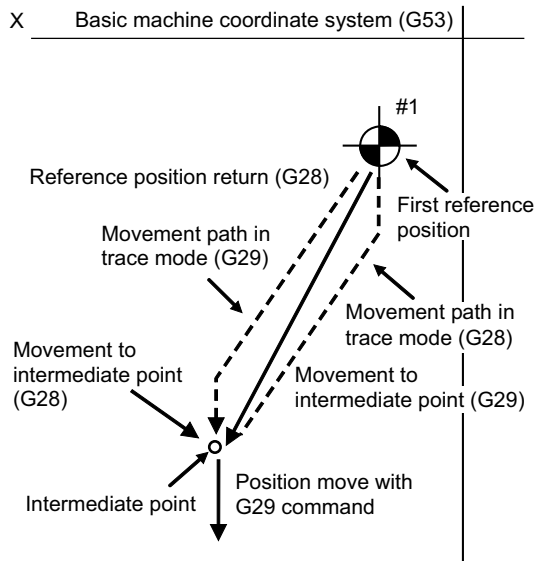 X
Basic machine coordinate system (G53)
#1
Reference position return (G28)
First reference
position
Movement path in
trace mode (G29)
Movement path in
trace mode (G28)
Movement to
intermediate point
(G28)
Movement to
intermediate point (G29)
Intermediate point
Position move with
G29 command